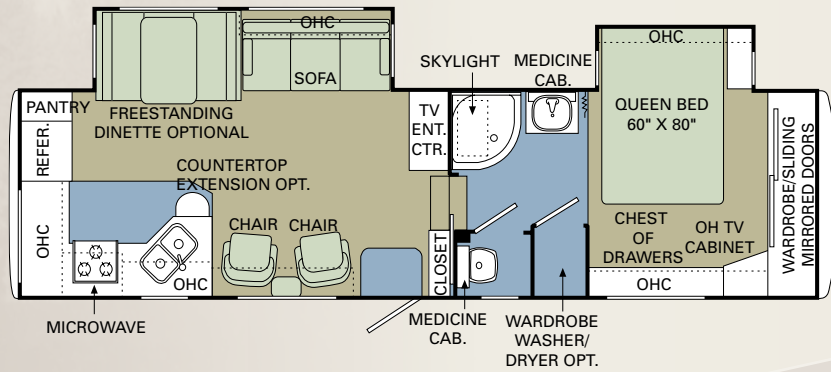 OHC
SOFA
PANTRY
REFER.
FREESTANDING
DINETTE OPTIONAL
TV
ENT.
CTR.
SKYLIGHT
MEDICINE
CAB.
OHC
QUEEN BED
60" X 80"
WARDROBE/SLIDING
MIRRORED DOORS
COUNTERTOP
EXTENSION OPT.
CHAIR
CHAIR
OHC
OHC
CLOSET
CHEST
OF
DRAWERS
OH TV
CABINET
OHC
MICROWAVE
MEDICINE
CAB.
WARDROBE
WASHER/
DRYER OPT.